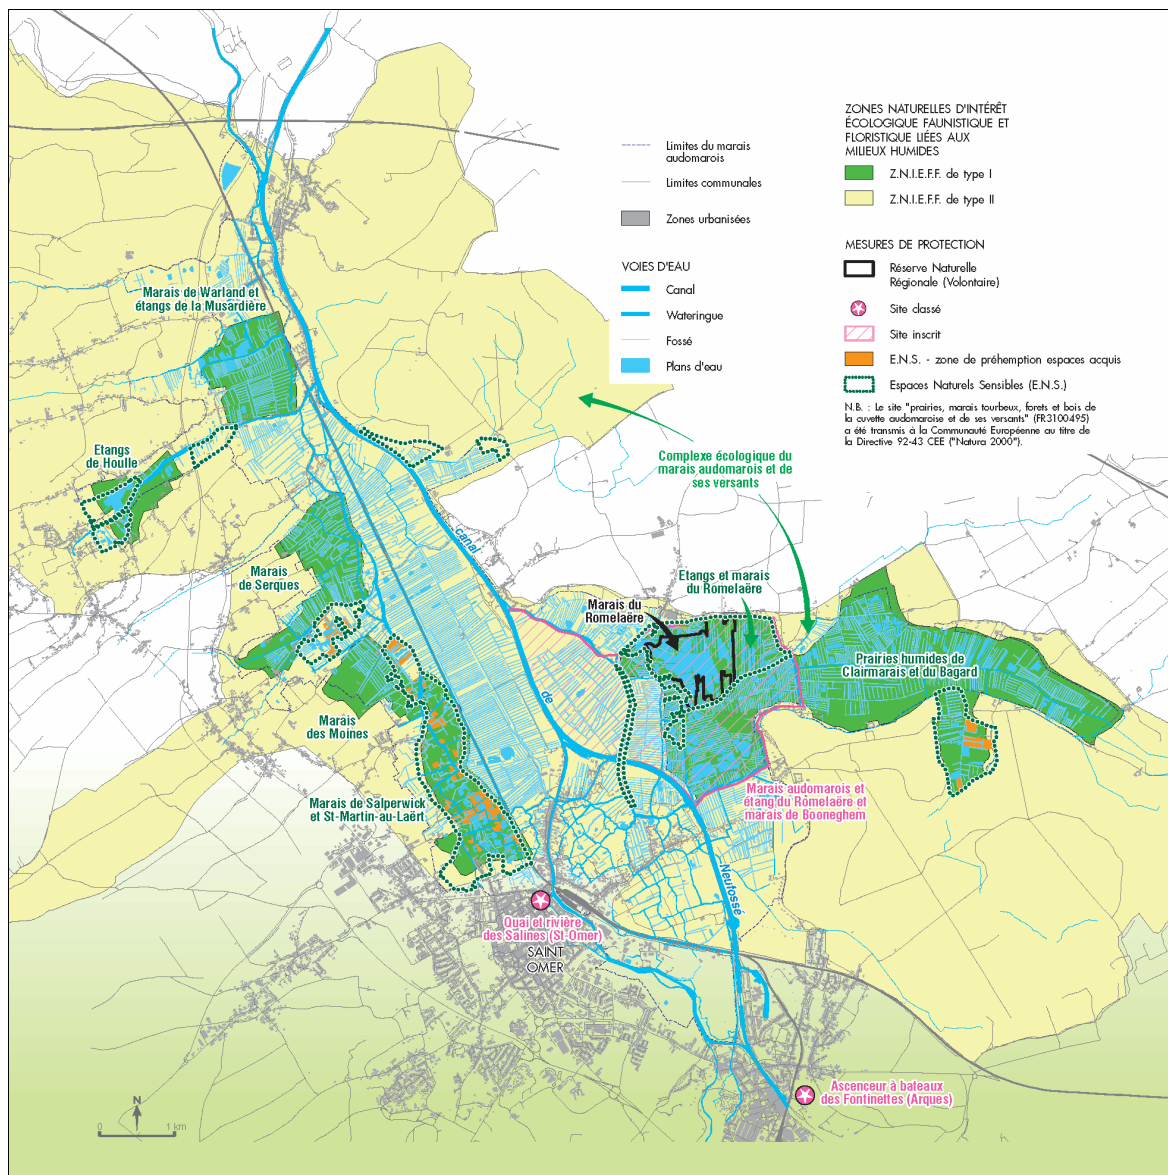 Limites du marais
audomarois
Limites communales
Zones urbanisées
VOIES D'EAU
Canal
Wateringue
Fossé
Plans d'eau
ZONES NATURELLES D'INTÉRÊT
ÉCOLOGIQUE FAUNISTIQUE ET
FLORISTIQUE LIÉES AUX
MILIEUX HUMIDES
Z.N.I.E.F.F. de type I
Z.N.I.E.F.F. de type II
MESURES DE PROTECTION
Réserve Naturelle
Régionale (Volontaire)
Site classé
Site inscrit
E.N.S. - zone de préhemption espaces acquis
Espaces Naturels Sensibles (E.N.S.)
N.B. : Le site "prairies, marais tourbeux, forets et bois de
la cuvette audomaroise et de ses versants" (FR3100495)
a été transmis à la Communauté Européenne au titre de
la Directive 92-43 CEE ("Natura 2000").
Marais de Warland et
étangs de la Musardière
Etangs
de Houlle
Complexe écologique du
marais audomarois et de
ses versants
canal
Marais
de Serques
Etangs et marais
du Romelaëre
Marais du
Romelaëre
Prairies humides de
Clairmarais et du Bagard
de
Marais
des Moines
Marais de Salperwick
et St-Martin-au-Laërt
Marais audomarois et
étang du Romelaëre et
marais de Booneghem
Neuffossé
Quai et rivière
des Salines (St-Omer)
SAINT
OMER
Ascenceur à bateaux
des Fontinettes (Arques)
N
0
1 km